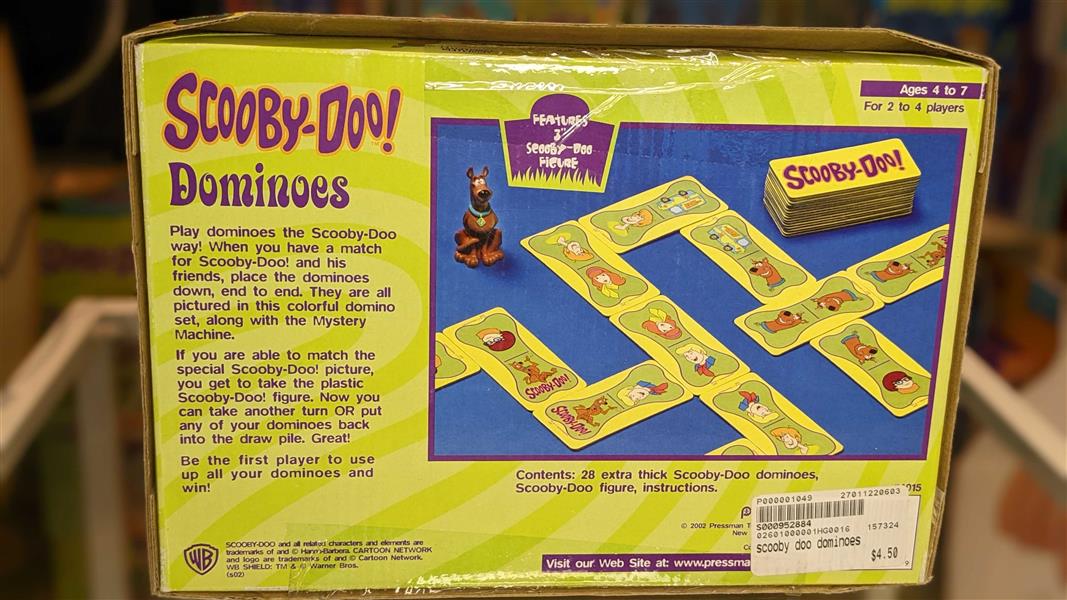 SCOOBY-DOO!
Dominoes
Play dominoes the Scooby-Doo
way! When you have a match
for Scooby-Doo! and his
friends, place the dominoes
down, end to end. They are all
pictured in this colorful domino
set, along with the Mystery
Machine.
If you are able to match the
special Scooby-Doo! picture,
you get to take the plastic
Scooby-Doo! figure. Now you
can take another turn OR put
any of your dominoes back
into the draw pile. Great!
Be the first player to use
up all your dominoes and
win!
WB
SCOOBY-DOO and all related characters and elements are
trademarks of and © Hanna-Barbera. CARTOON NETWORK
and logo are trademarks of and © Cartoon Network.
WB SHIELD: TM & © Warner Bros.
(s02)
FEATURES
3"
SCOOBY-DOO
FIGURE
Ages 4 to 7
For 2 to 4 players
SCOOBY-DOO!
SCOOBY-DOO!
SCOOBY-DOO!
Contents: 28 extra thick Scooby-Doo dominoes,
Scooby-Doo figure, instructions.
© 2002 Pressman
New
Visit our Web Site at: www.pressma
P000001049 27011220603
S000952884
02601000001HG0016 157324
scooby doo dominoes
$4.50